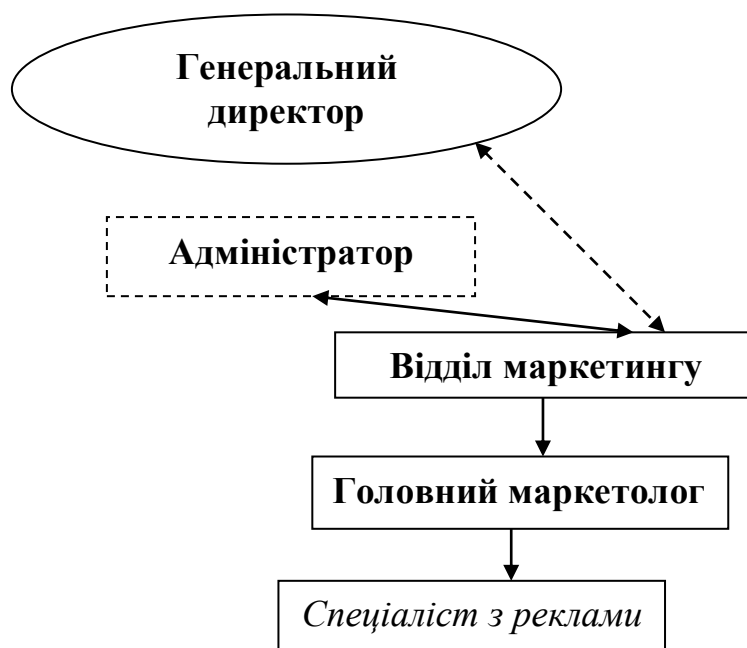 Генеральний
директор
Адміністратор
Відділ маркетингу
Головний маркетолог
Спеціаліст з реклами